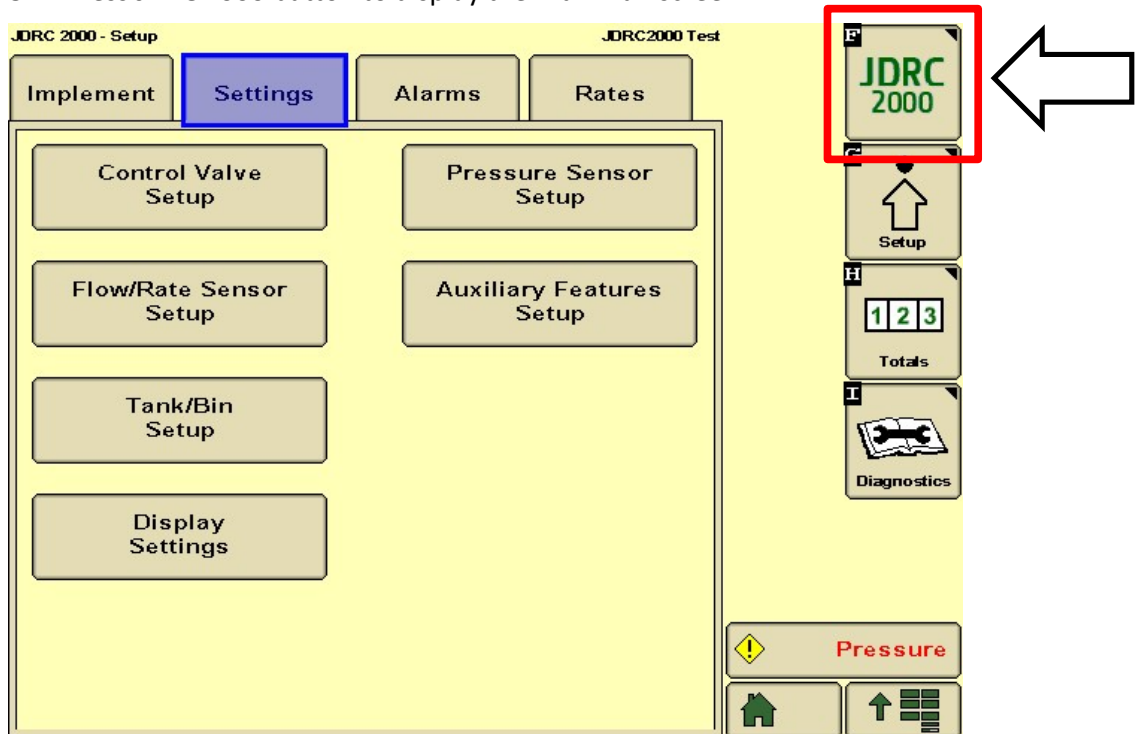 JDRC 2000 - Setup
JDRC2000 Test
Implement
Settings
Alarms
Rates
Control Valve
Setup
Pressure Sensor
Setup
Flow/Rate Sensor
Setup
Auxiliary Features
Setup
Tank/Bin
Setup
Display
Settings
F
JDRC
2000
G
Setup
H
1 2 3
Totals
I
Diagnostics
Pressure